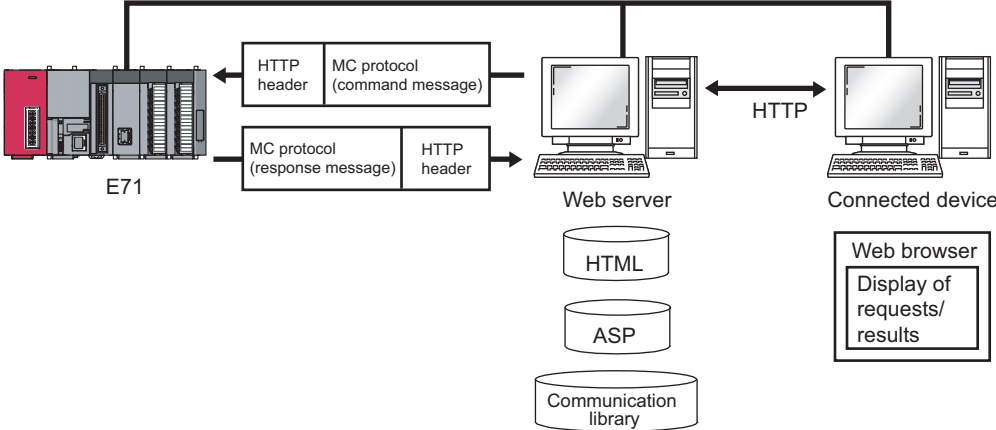 HTTP
header
MC protocol
(command message)
MC protocol
(response message)
HTTP
header
E71
HTTP
Web server
Connected device
HTML
ASP
Communication
library
Web browser
Display of
requests/
results